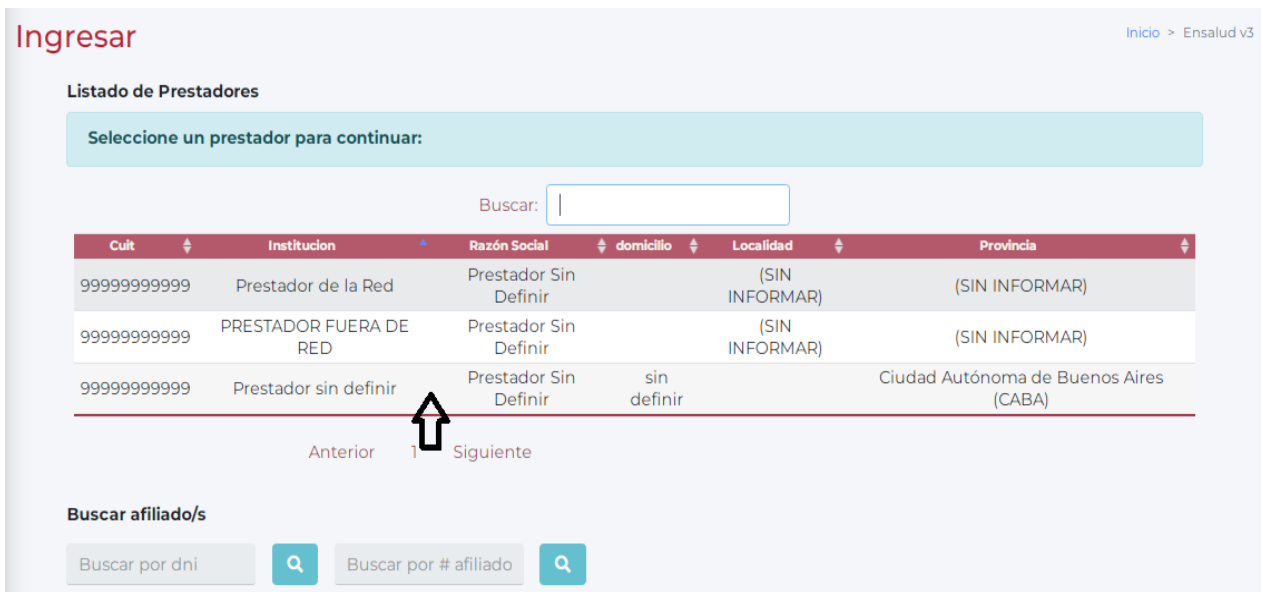 Ingresar
Inicio > Ensalud v3
Listado de Prestadores
Seleccione un prestador para continuar:
Buscar:
Cuit Institucion Razón Social domicilio Localidad Provincia
99999999999 Prestador de la Red Prestador Sin Definir (SIN INFORMAR) (SIN INFORMAR)
99999999999 PRESTADOR FUERA DE RED Prestador Sin Definir (SIN INFORMAR) (SIN INFORMAR)
99999999999 Prestador sin definir Prestador Sin Definir sin definir Ciudad Autónoma de Buenos Aires (CABA)
Anterior 1 Siguiente
Buscar afiliado/s
Buscar por dni Buscar por # afiliado